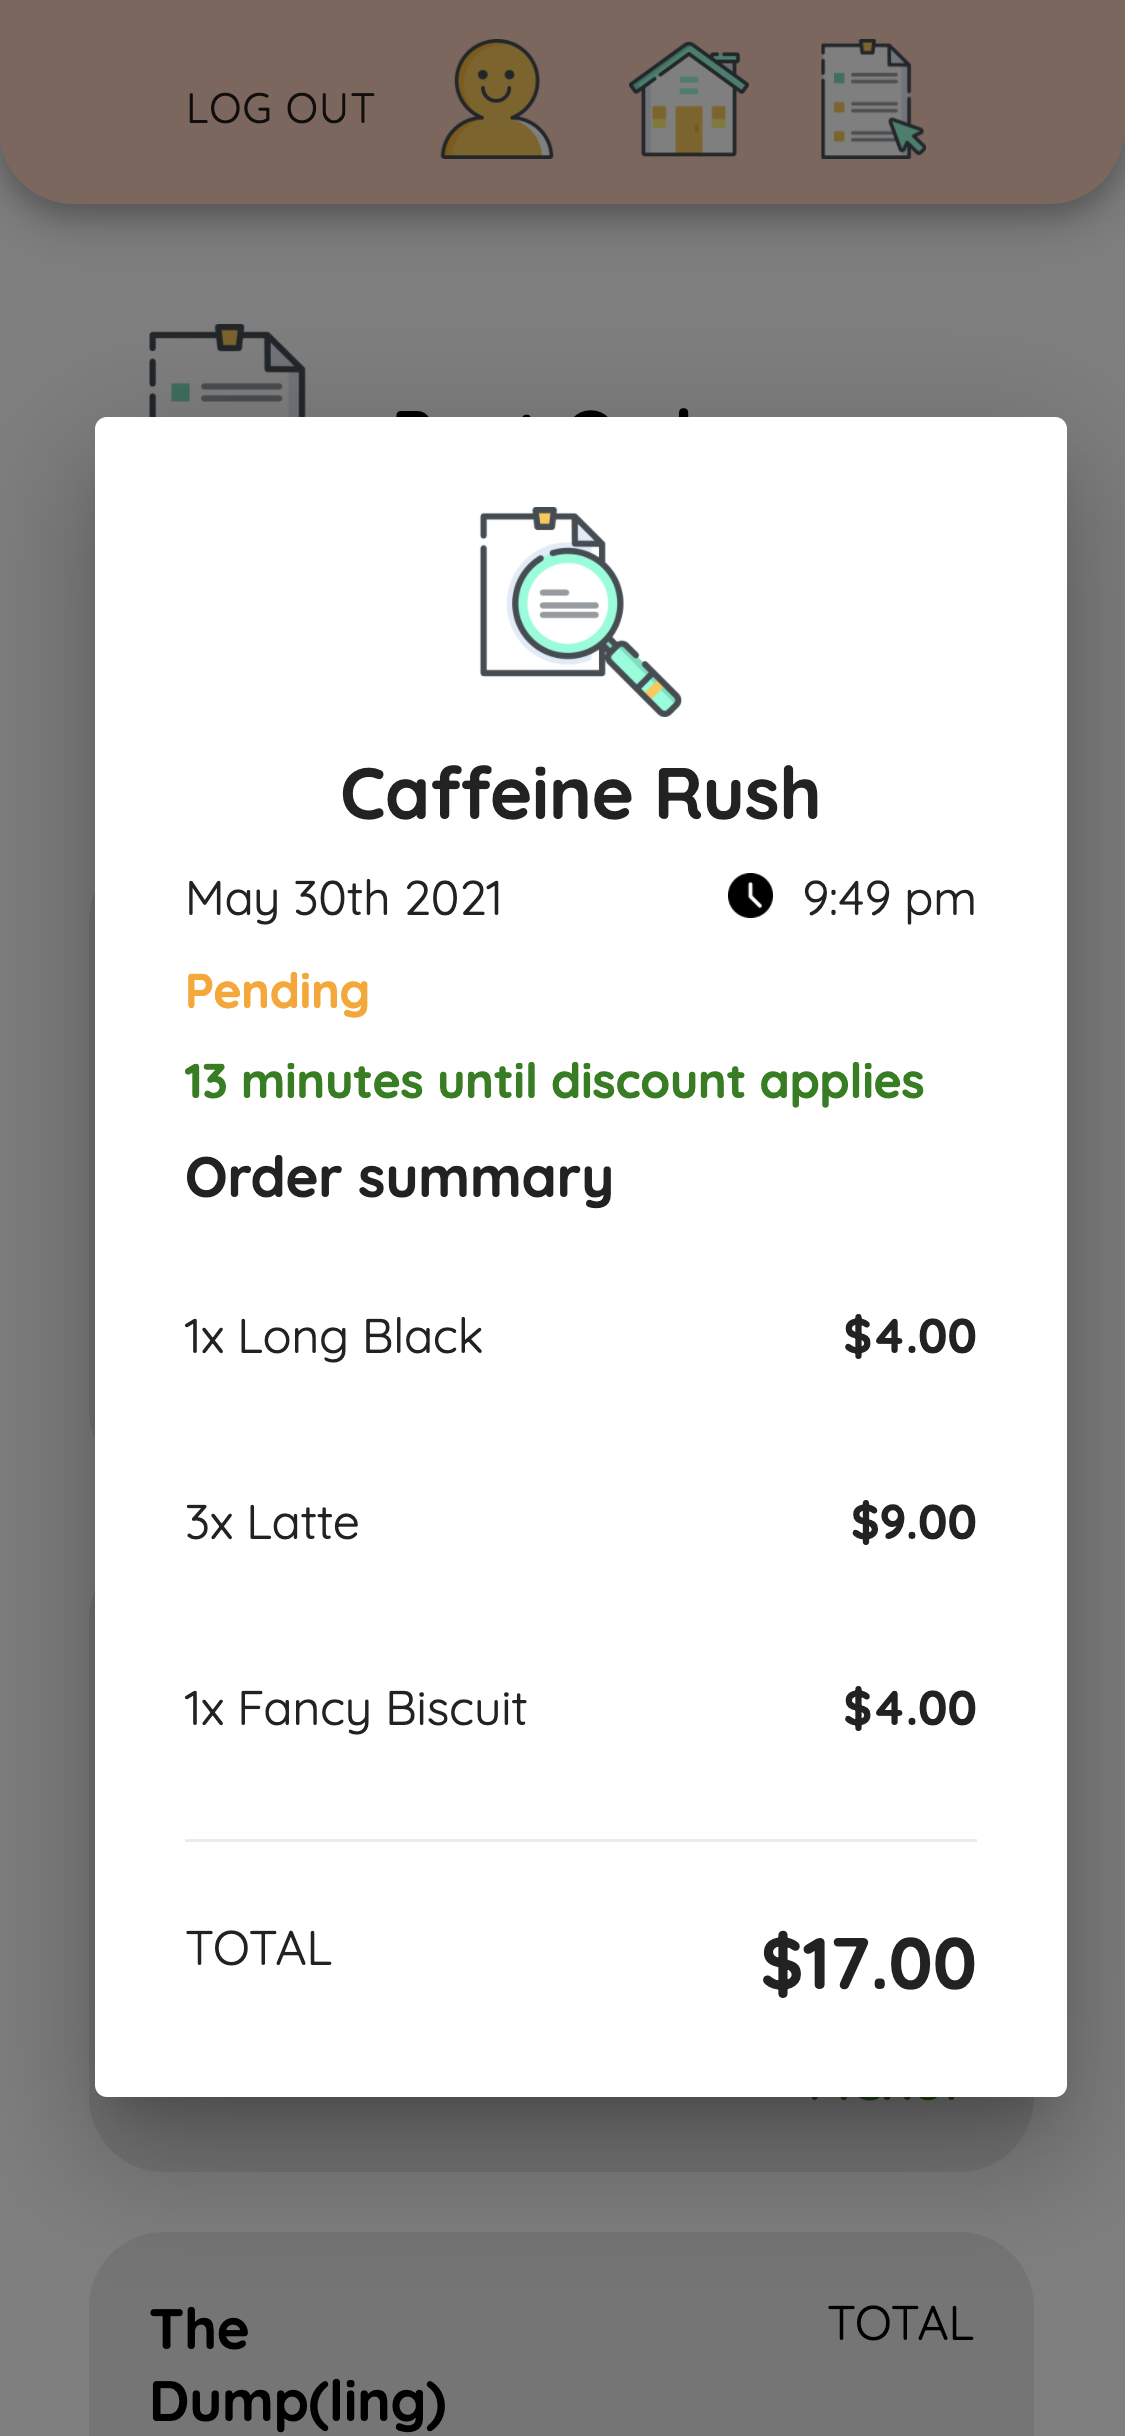 LOG OUT
Caffeine Rush
May 30th 2021 9:49 pm
Pending
13 minutes until discount applies
Order summary
1x Long Black $4.00
3x Latte $9.00
1x Fancy Biscuit $4.00
TOTAL $17.00
The TOTAL
Dump(ling)